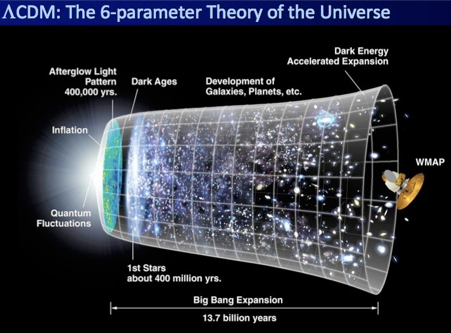 ΛCDM: The 6-parameter Theory of the Universe
Dark Energy
Accelerated Expansion
Afterglow Light
Pattern
400,000 yrs.
Dark Ages
Development of
Galaxies, Planets, etc.
Inflation
WMAP
Quantum
Fluctuations
1st Stars
about 400 million yrs.
Big Bang Expansion
13.7 billion years